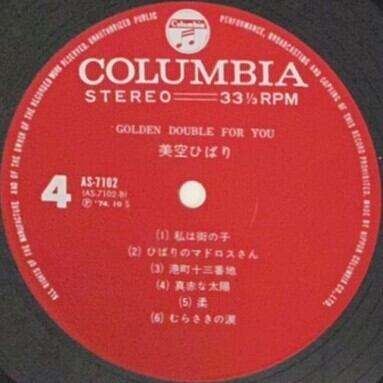 UNAUTHORIZED PUBLIC PERFORMANCE, BROADCASTING AND COPYING OF THIS RECORD PROHIBITED. MADE BY NIPPON COLUMBIA CO., LTD.
ALL RIGHTS OF THE MANUFACTURER AND OF THE OWNER OF THE RECORDED WORK RESERVED.
Columbia
COLUMBIA
STEREO 33⅓ RPM
GOLDEN DOUBLE FOR YOU
美空ひばり
4
AS-7102
(AS-7102-B)
Ⓟ '74. 10 S
(1) 私は街の子
(2) ひばりのマドロスさん
(3) 港町十三番地
(4) 真赤な太陽
(5) 柔
(6) むらさきの涙